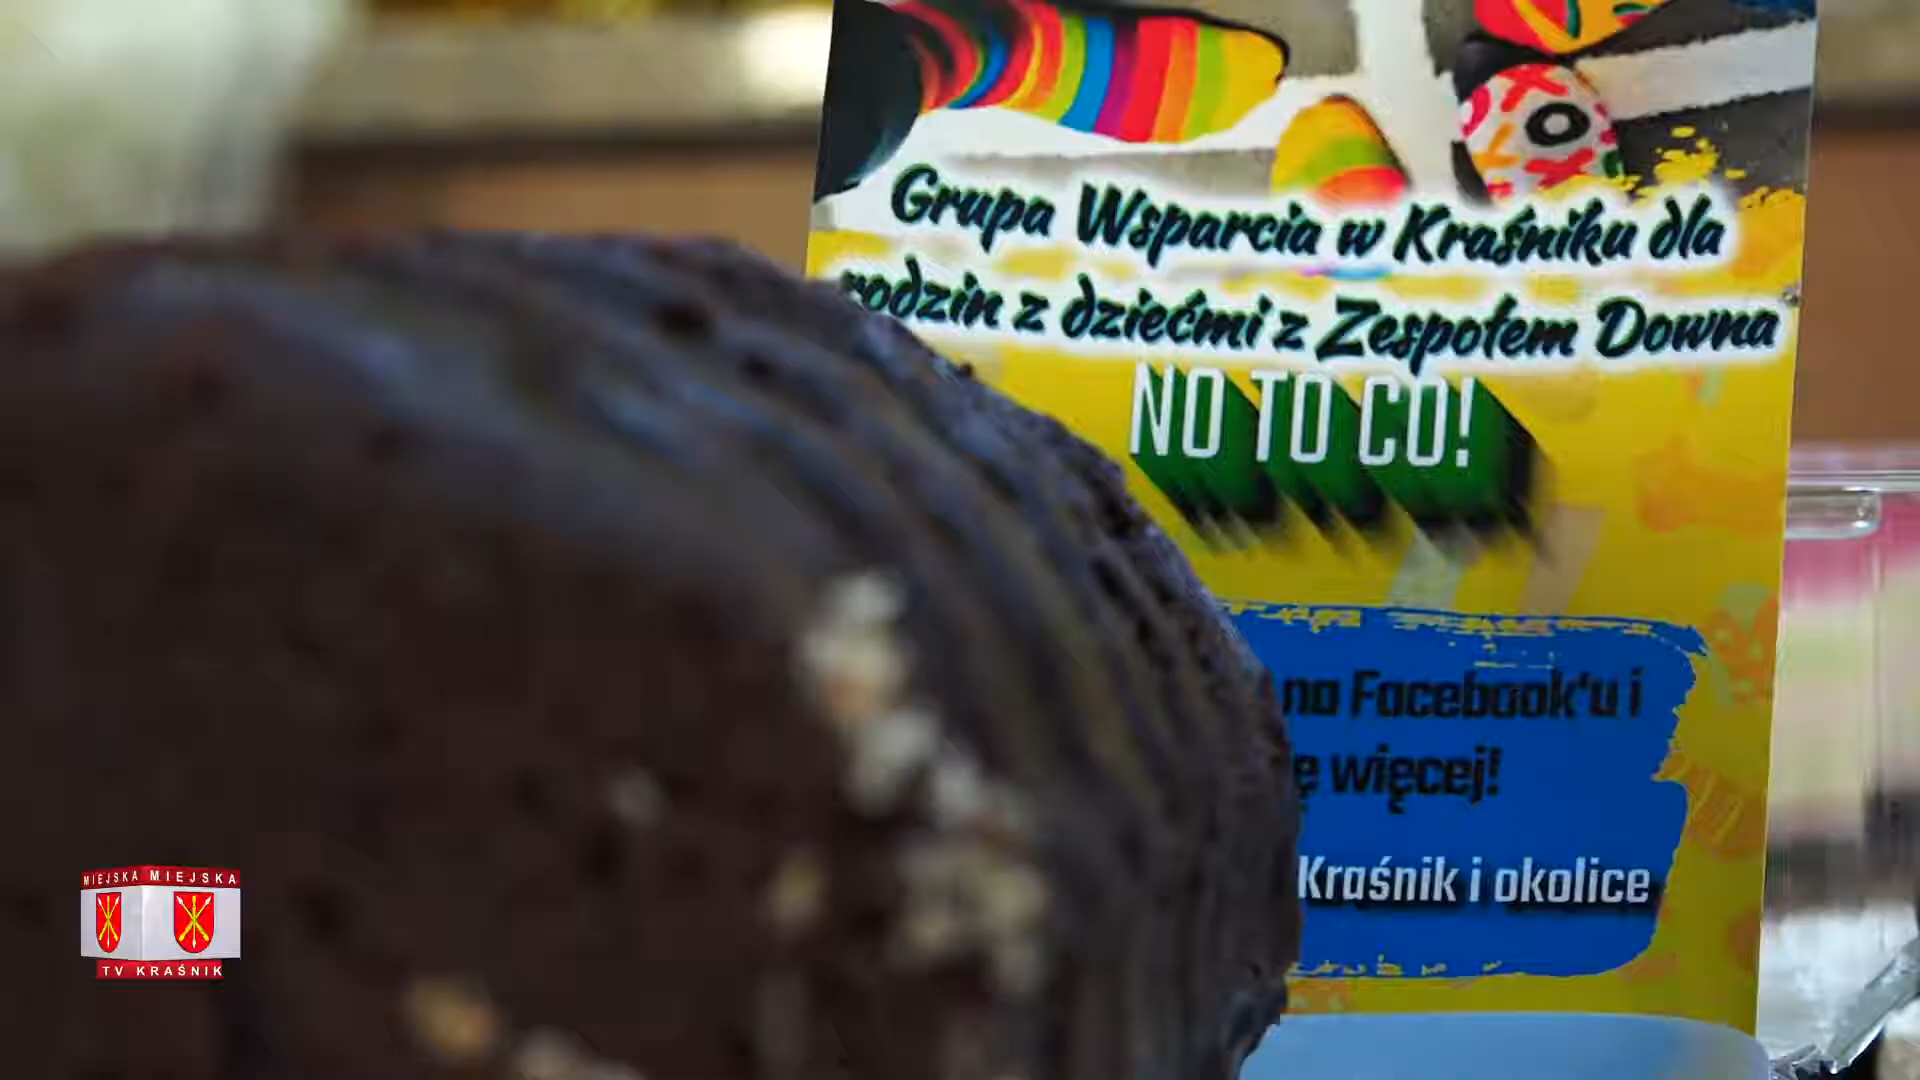 Grupa Wsparcia w Kraśniku dla
rodzin z dziećmi z Zespołem Downa
NO TO CO!
na Facebook'u i
więcej!
Kraśnik i okolice
MIEJSKA MIEJSKA
TV KRAŚNIK